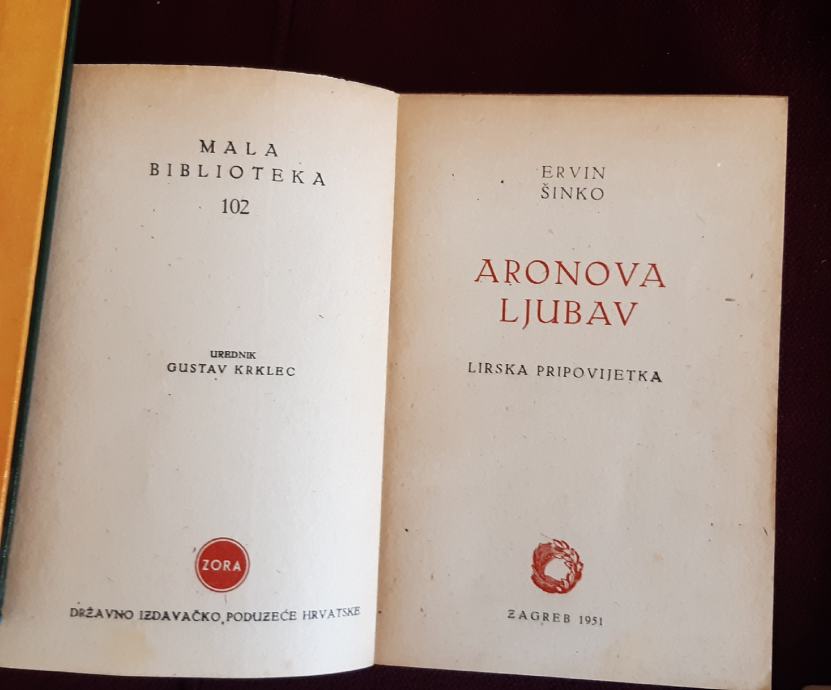 MALA
BIBLIOTEKA
102
UREDNIK
GUSTAV KRKLEC
ZORA
DRŽAVNO IZDAVAČKO PODUZEĆE HRVATSKE
ERVIN
ŠINKO
ARONOVA
LJUBAV
LIRSKA PRIPOVIJETKA
ZAGREB 1951